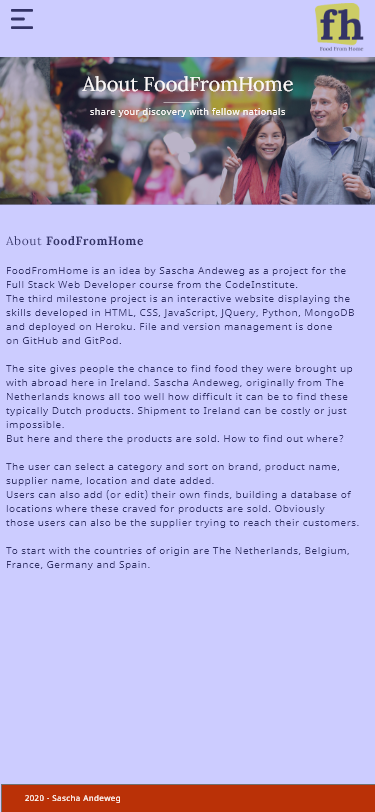 fh
Food From Home
About FoodFromHome
share your discovery with fellow nationals
About FoodFromHome
FoodFromHome is an idea by Sascha Andeweg as a project for the
Full Stack Web Developer course from the CodeInstitute.
The third milestone project is an interactive website displaying the
skills developed in HTML, CSS, JavaScript, JQuery, Python, MongoDB
and deployed on Heroku. File and version management is done
on GitHub and GitPod.
The site gives people the chance to find food they were brought up
with abroad here in Ireland. Sascha Andeweg, originally from The
Netherlands knows all too well how difficult it can be to find these
typically Dutch products. Shipment to Ireland can be costly or just
impossible.
But here and there the products are sold. How to find out where?
The user can select a category and sort on brand, product name,
supplier name, location and date added.
Users can also add (or edit) their own finds, building a database of
locations where these craved for products are sold. Obviously
those users can also be the supplier trying to reach their customers.
To start with the countries of origin are The Netherlands, Belgium,
France, Germany and Spain.
2020 - Sascha Andeweg